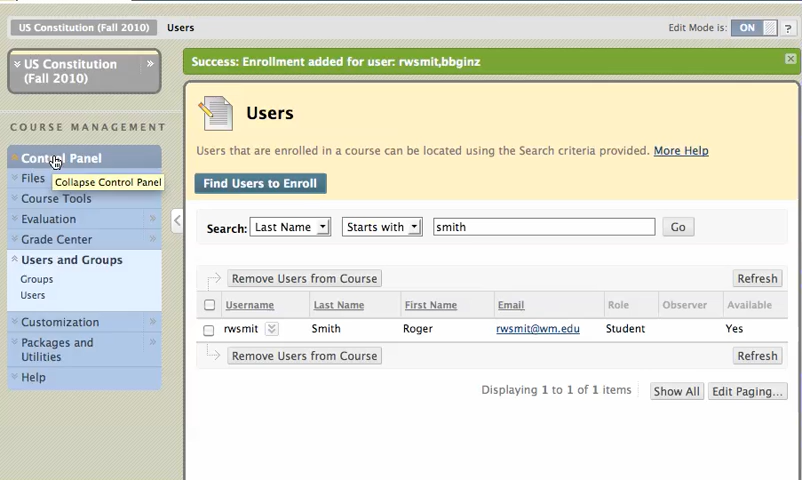 US Constitution (Fall 2010) Users Edit Mode is: ON ?
US Constitution
(Fall 2010)
COURSE MANAGEMENT
Control Panel
Collapse Control Panel
Files
Course Tools
Evaluation
Grade Center
Users and Groups
Groups
Users
Customization
Packages and
Utilities
Help
Success: Enrollment added for user: rwsmit,bbginz
Users
Users that are enrolled in a course can be located using the Search criteria provided. More Help
Find Users to Enroll
Search: Last Name Starts with smith Go
Remove Users from Course Refresh
Username Last Name First Name Email Role Observer Available
rwsmit Smith Roger rwsmit@wm.edu Student Yes
Remove Users from Course Refresh
Displaying 1 to 1 of 1 items Show All Edit Paging...